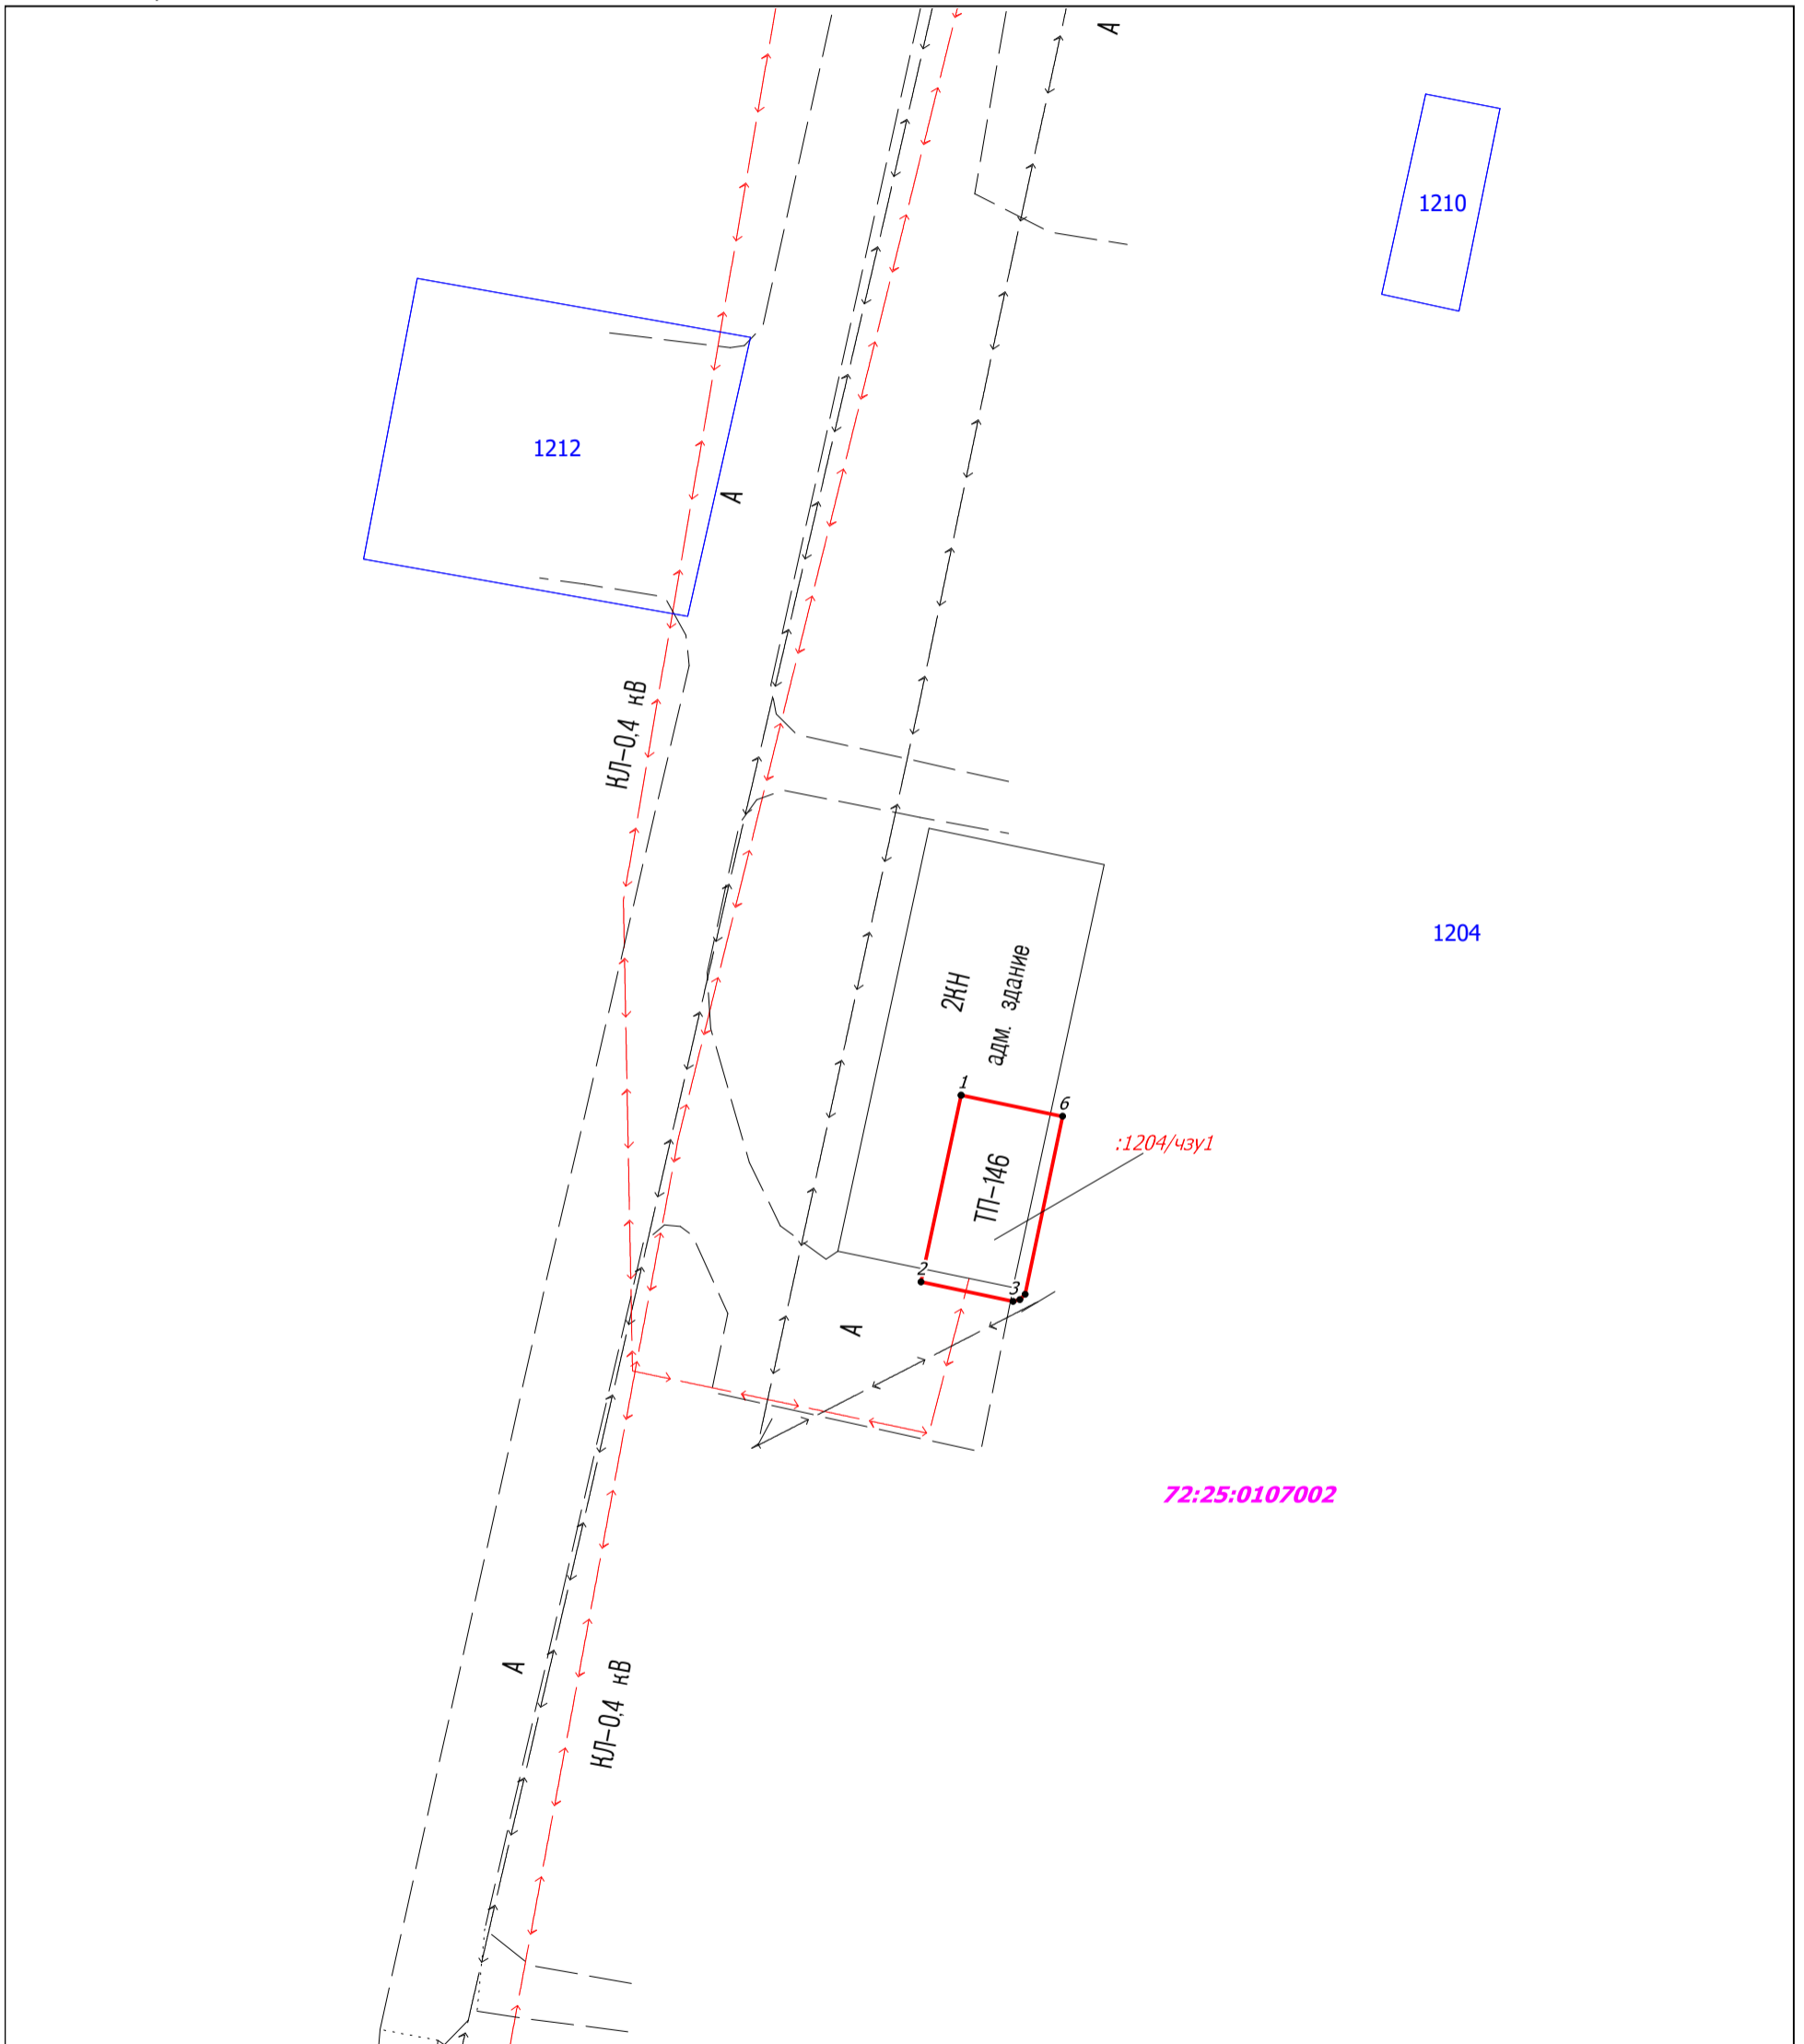 А
1210
1212
А
КЛ-0,4 кВ
1204
2КН
адм. здание
1
6
:1204/чзу1
ТП-146
2
3
А
72:25:0107002
А
КЛ-0,4 кВ